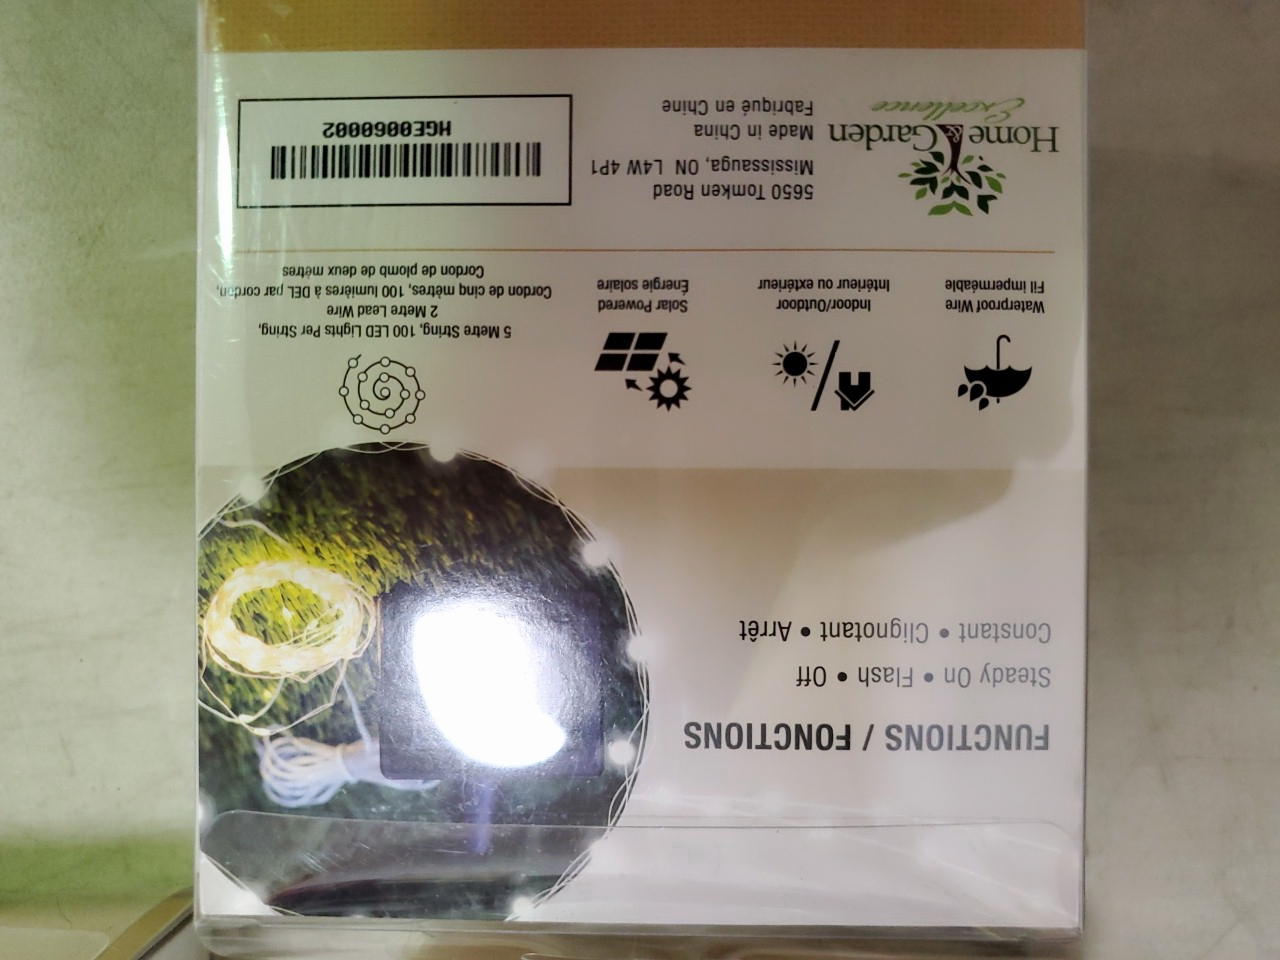 FUNCTIONS / FONCTIONS
Steady On • Flash • Off
Constant • Clignotant • Arrêt
Waterproof Wire
Fil imperméable
Indoor/Outdoor
Intérieur ou extérieur
Solar Powered
Énergie solaire
5 Metre String, 100 LED Lights Per String,
2 Metre Lead Wire
Cordon de cinq mètres, 100 lumières à DEL par cordon,
Cordon de plomb de deux mètres
Home & Garden
Excellence
5650 Tomken Road
Mississauga, ON L4W 4P1
Made in China
Fabriqué en Chine
HGE0060002